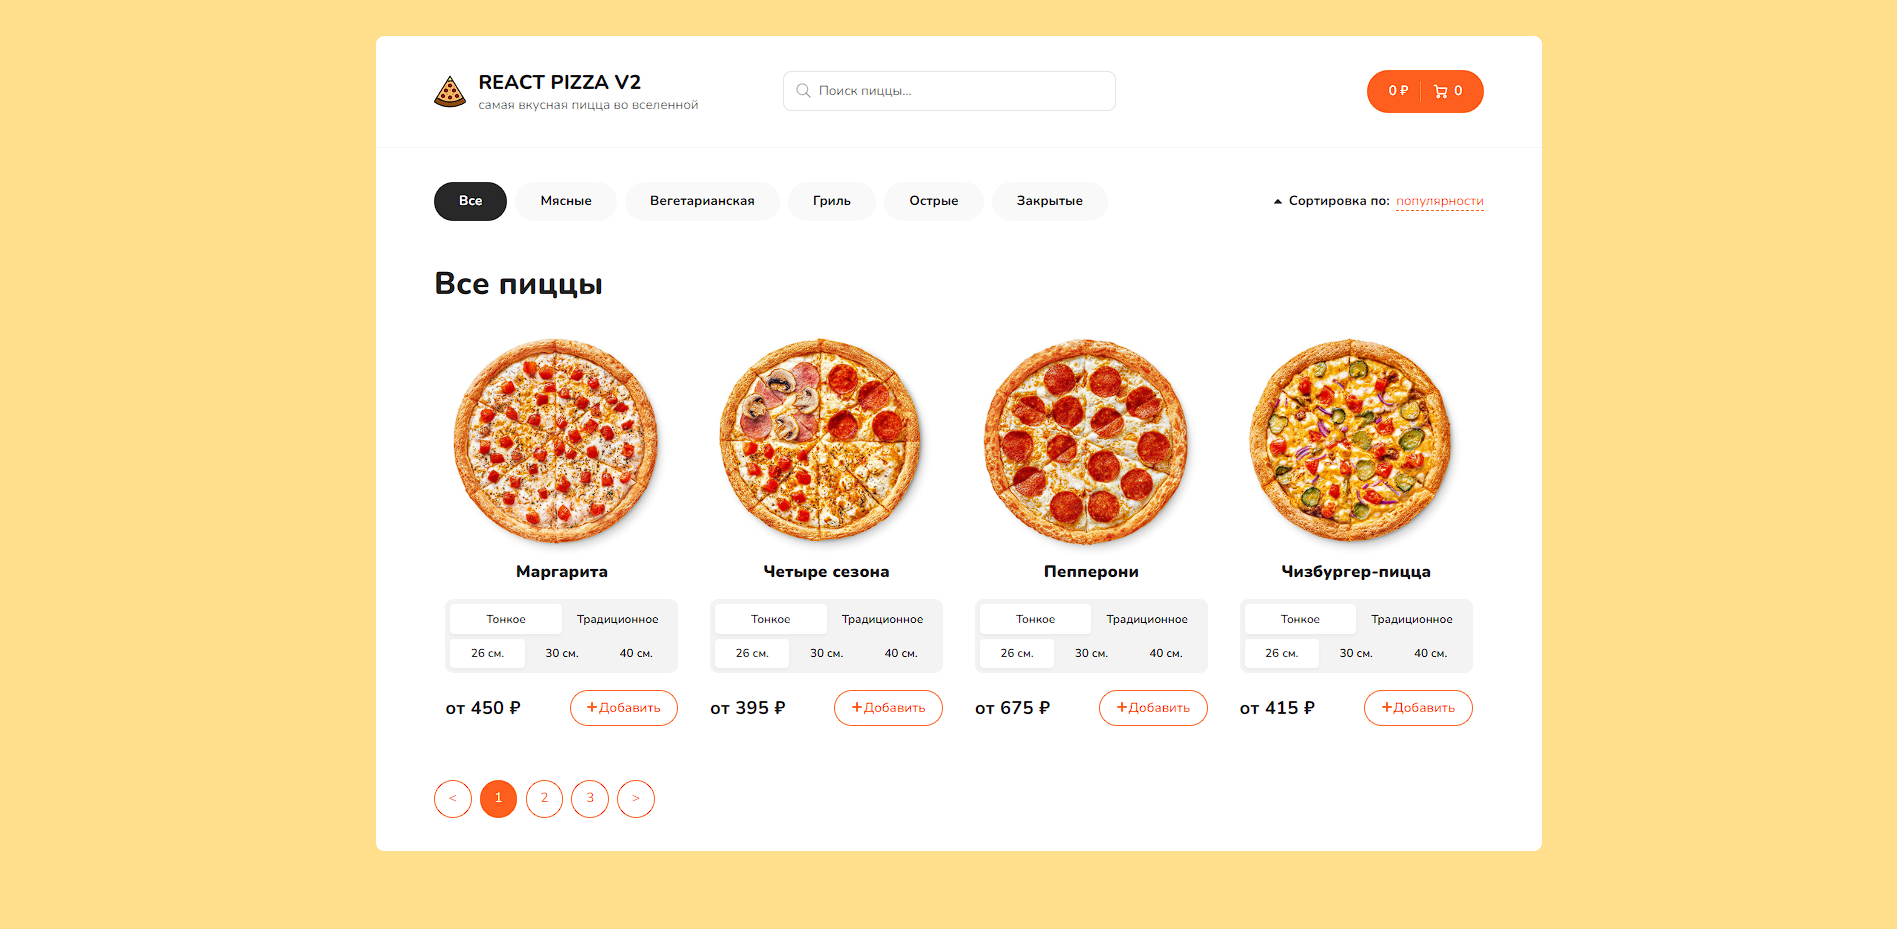 REACT PIZZA V2
самая вкусная пицца во вселенной
Поиск пиццы...
0 ₽ 0
Все Мясные Вегетарианская Гриль Острые Закрытые Сортировка по: популярности
Все пиццы
Маргарита Четыре сезона Пепперони Чизбургер-пицца
Тонкое Традиционное Тонкое Традиционное Тонкое Традиционное Тонкое Традиционное
26 см. 30 см. 40 см. 26 см. 30 см. 40 см. 26 см. 30 см. 40 см. 26 см. 30 см. 40 см.
от 450 ₽ +Добавить от 395 ₽ +Добавить от 675 ₽ +Добавить от 415 ₽ +Добавить
< 1 2 3 >